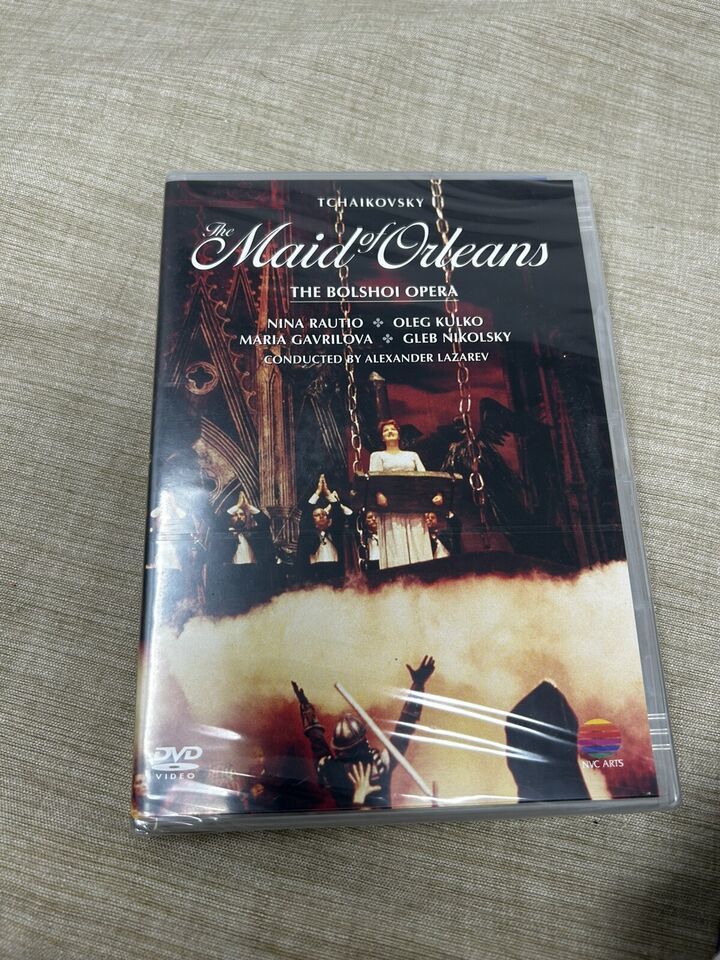 TCHAIKOVSKY
The Maid of Orleans
THE BOLSHOI OPERA
NINA RAUTIO ✤ OLEG KULKO
MARIA GAVRILOVA ✤ GLEB NIKOLSKY
CONDUCTED BY ALEXANDER LAZAREV
DVD
VIDEO
NVC ARTS